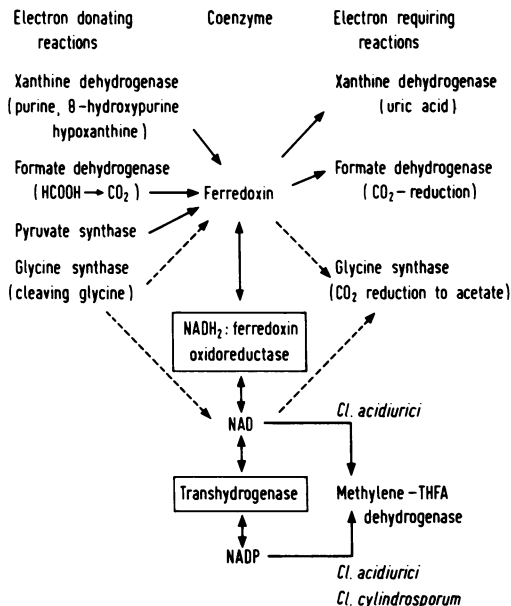 Electron donating
reactions
Coenzyme
Electron requiring
reactions
Xanthine dehydrogenase
(purine, 8-hydroxypurine
hypoxanthine)
Xanthine dehydrogenase
(uric acid)
Formate dehydrogenase
(HCOOH → CO₂)
Ferredoxin
Formate dehydrogenase
(CO₂-reduction)
Pyruvate synthase
Glycine synthase
(cleaving glycine)
Glycine synthase
(CO₂ reduction to acetate)
NADH₂: ferredoxin
oxidoreductase
NAD
Cl. acidiurici
Transhydrogenase
Methylene-THFA
dehydrogenase
NADP
Cl. acidiurici
Cl. cylindrosporum